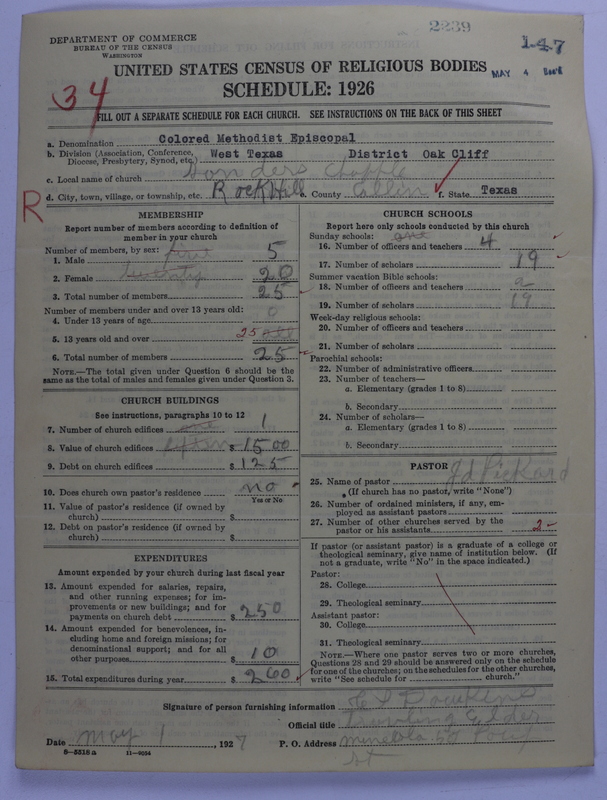 2239
DEPARTMENT OF COMMERCE
BUREAU OF THE CENSUS
WASHINGTON
1-4-7
MAY 4
UNITED STATES CENSUS OF RELIGIOUS BODIES
SCHEDULE: 1926
34
FILL OUT A SEPARATE SCHEDULE FOR EACH CHURCH. SEE INSTRUCTIONS ON THE BACK OF THIS SHEET
a. Denomination Colored Methodist Episcopal
b. Division (Association, Conference, Diocese, Presbytery, Synod, etc.) West Texas District Oak Cliff
c. Local name of church
R
d. City, town, village, or township, etc. Rock Hill e. County Collin f. State Texas
MEMBERSHIP
Report number of members according to definition of
member in your church
Number of members, by sex:
1. Male 5
2. Female twenty 20
3. Total number of members 25
Number of members under and over 13 years old:
4. Under 13 years of age 0
5. 13 years old and over 25 all
6. Total number of members 25
NOTE.—The total given under Question 6 should be the
same as the total of males and females given under Question 3.
CHURCH BUILDINGS
See instructions, paragraphs 10 to 12
7. Number of church edifices one 1
8. Value of church edifices $ 1500
9. Debt on church edifices $ 125
10. Does church own pastor's residence no
Yes or No
11. Value of pastor's residence (if owned by
church) $
12. Debt on pastor's residence (if owned by
church) $
EXPENDITURES
Amount expended by your church during last fiscal year
13. Amount expended for salaries, repairs,
and other running expenses; for im-
provements or new buildings; and for
payments on church debt $ 250
14. Amount expended for benevolences, in-
cluding home and foreign missions; for
denominational support; and for all
other purposes $ 10
15. Total expenditures during year $ 260
CHURCH SCHOOLS
Report here only schools conducted by this church
Sunday schools: one
16. Number of officers and teachers 4
17. Number of scholars 19
Summer vacation Bible schools:
18. Number of officers and teachers
19. Number of scholars 19
Week-day religious schools:
20. Number of officers and teachers
21. Number of scholars
Parochial schools:
22. Number of administrative officers
23. Number of teachers—
a. Elementary (grades 1 to 8)
b. Secondary
24. Number of scholars—
a. Elementary (grades 1 to 8)
b. Secondary
PASTOR
25. Name of pastor
(If church has no pastor, write "None")
26. Number of ordained ministers, if any, em-
ployed as assistant pastors
27. Number of other churches served by the
pastor or his assistants 2
If pastor (or assistant pastor) is a graduate of a college or
theological seminary, give name of institution below. (If
not a graduate, write "No" in the space indicated.)
Pastor:
28. College
29. Theological seminary
Assistant pastor:
30. College
31. Theological seminary
NOTE.—Where one pastor serves two or more churches,
Questions 28 and 29 should be answered only on the schedule
for one of the churches; on the schedules for the other churches,
write "See schedule for church."
Signature of person furnishing information
Official title Presiding Elder
Date May 1, 1927 P. O. Address Mineola
8-5518a 11-9054